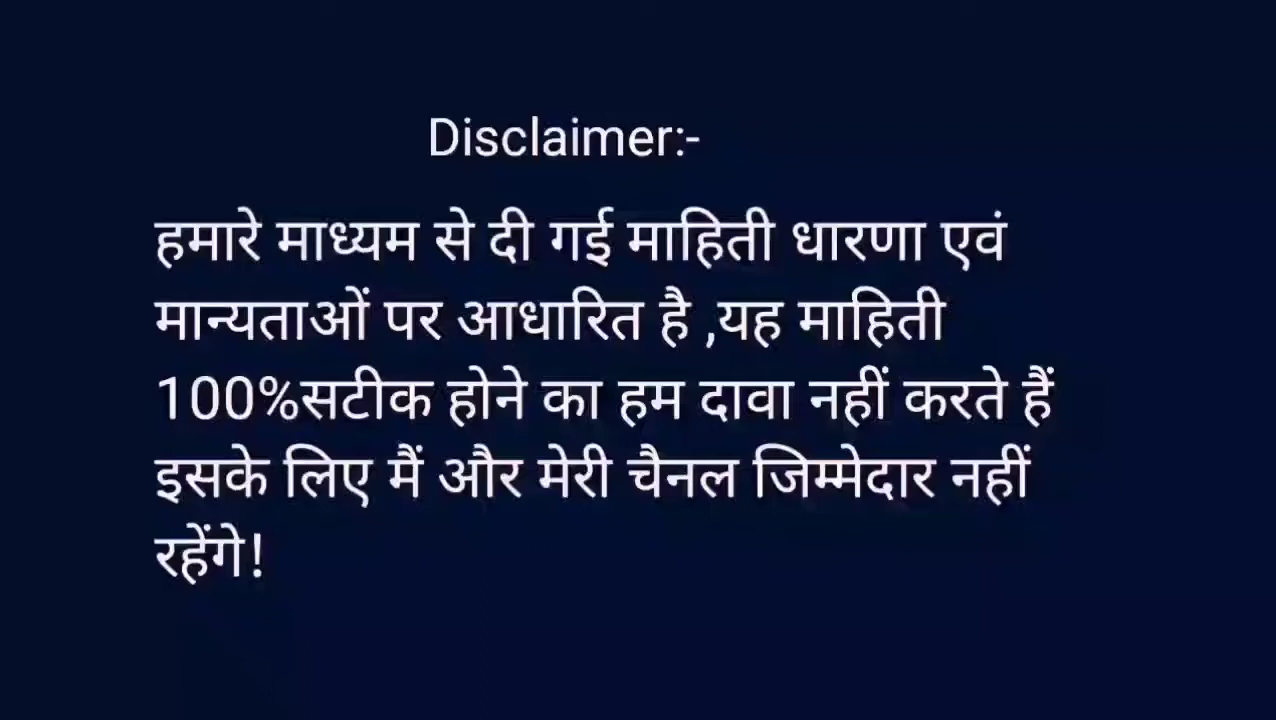 Disclaimer:-
हमारे माध्यम से दी गई माहिती धारणा एवं
मान्यताओं पर आधारित है ,यह माहिती
100%सटीक होने का हम दावा नहीं करते हैं
इसके लिए मैं और मेरी चैनल जिम्मेदार नहीं
रहेंगे!